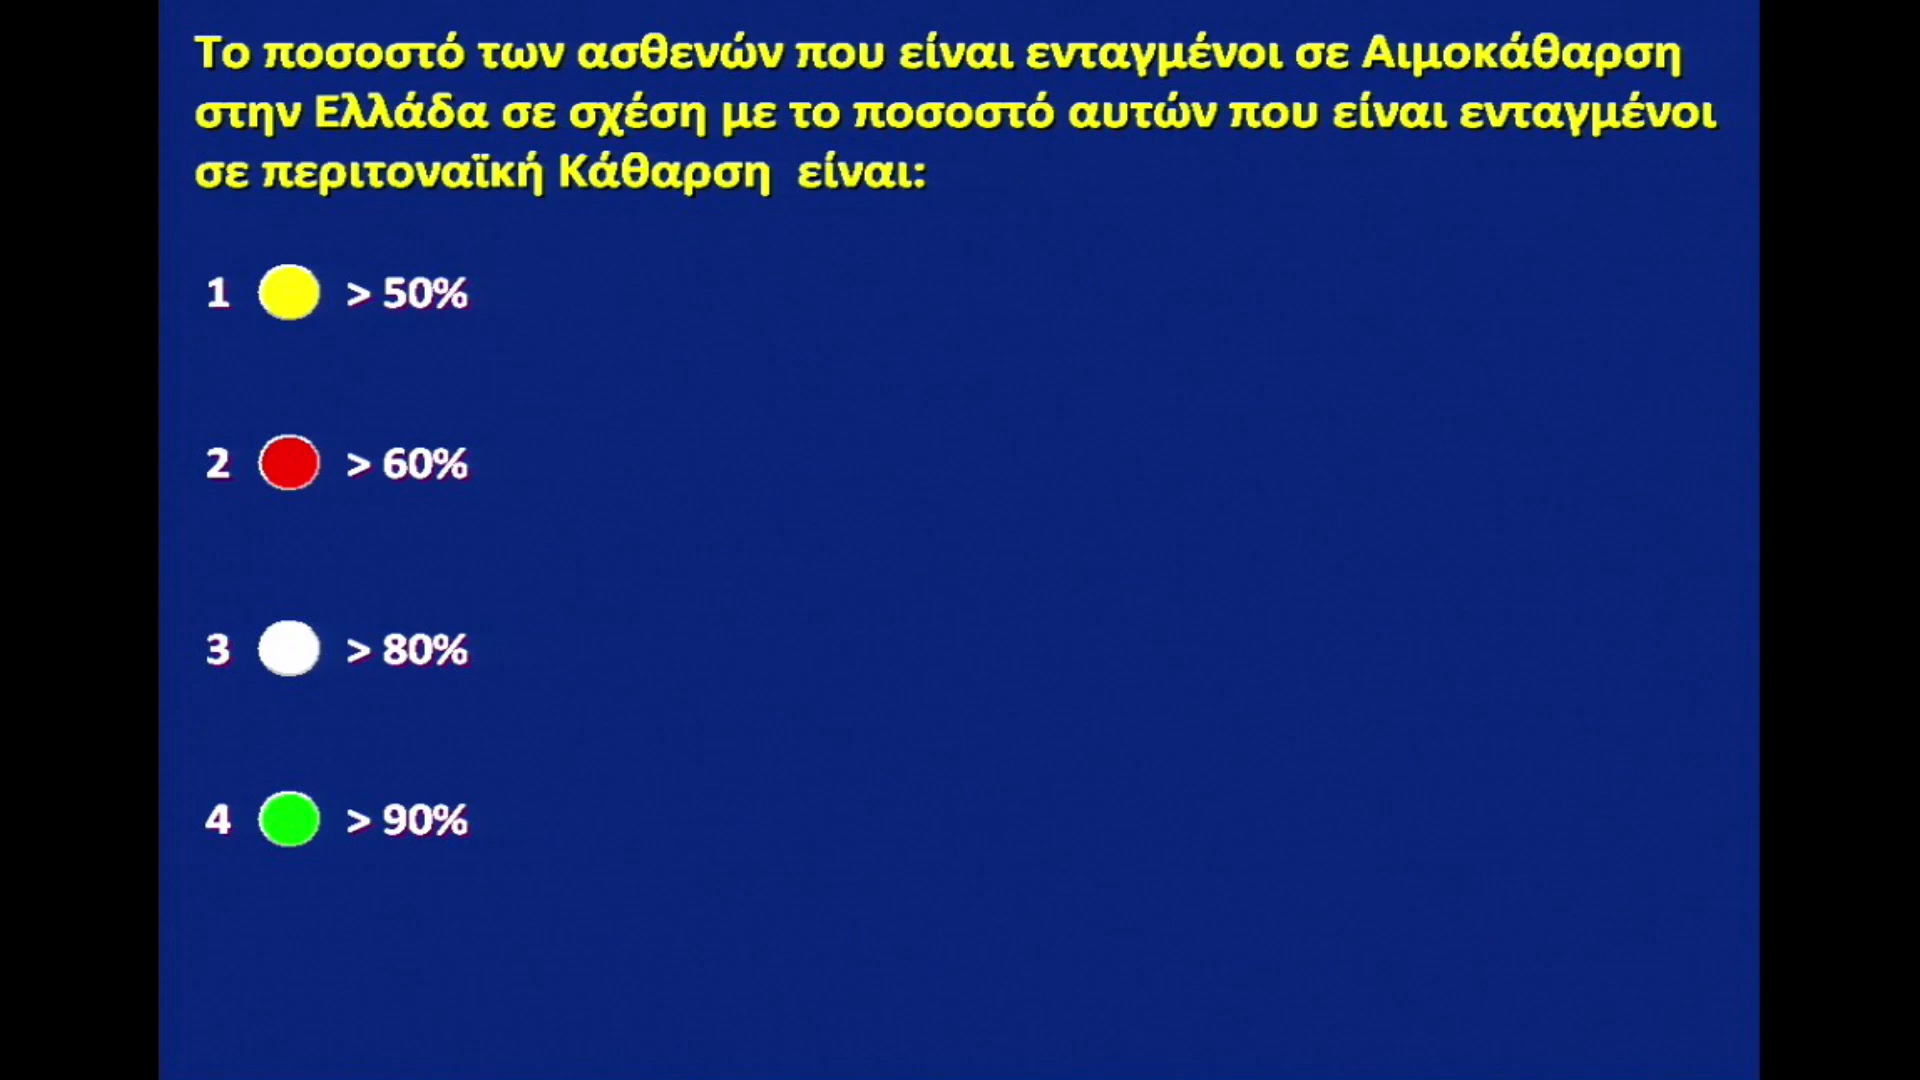 Το ποσοστό των ασθενών που είναι ενταγμένοι σε Αιμοκάθαρση
στην Ελλάδα σε σχέση με το ποσοστό αυτών που είναι ενταγμένοι
σε περιτοναϊκή Κάθαρση είναι:
1 > 50%
2 > 60%
3 > 80%
4 > 90%